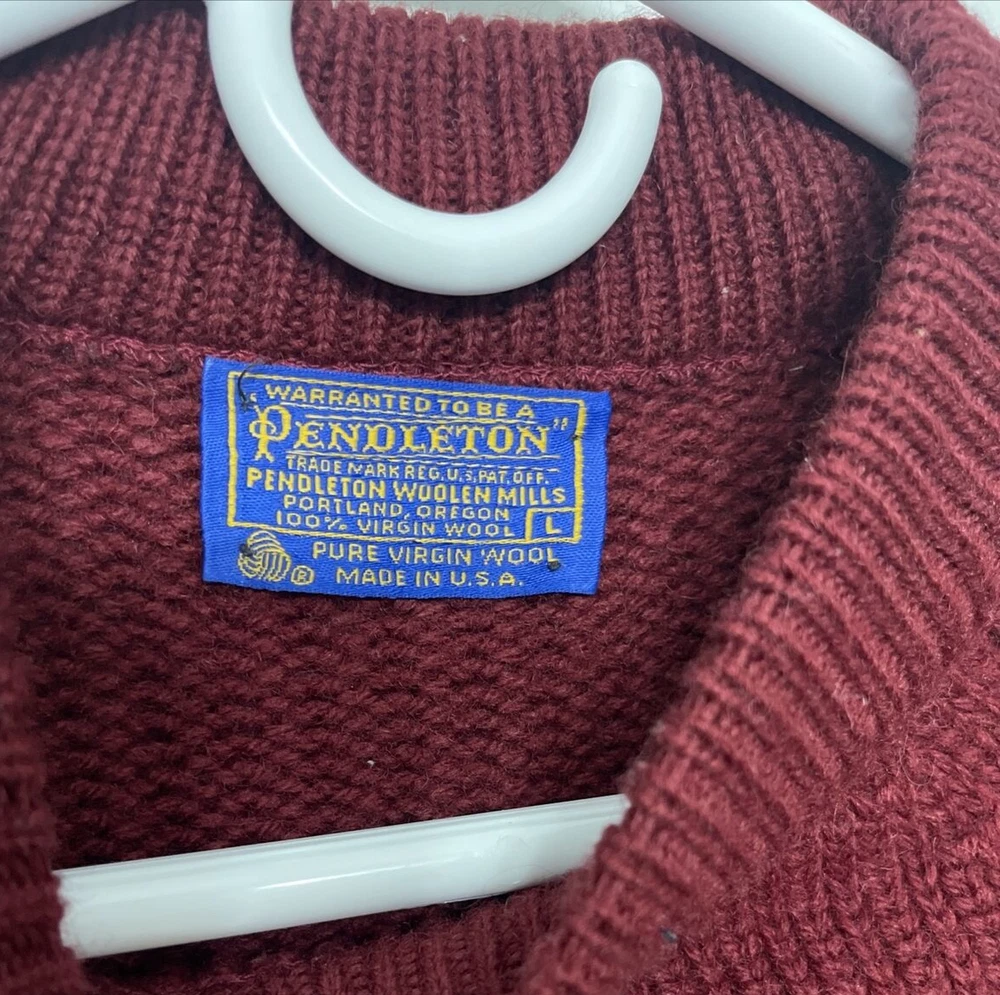 WARRANTED TO BE A
"PENDLETON"
TRADE MARK REG. U.S. PAT. OFF.
PENDLETON WOOLEN MILLS
PORTLAND, OREGON
100% VIRGIN WOOL L
PURE VIRGIN WOOL
® MADE IN U.S.A.